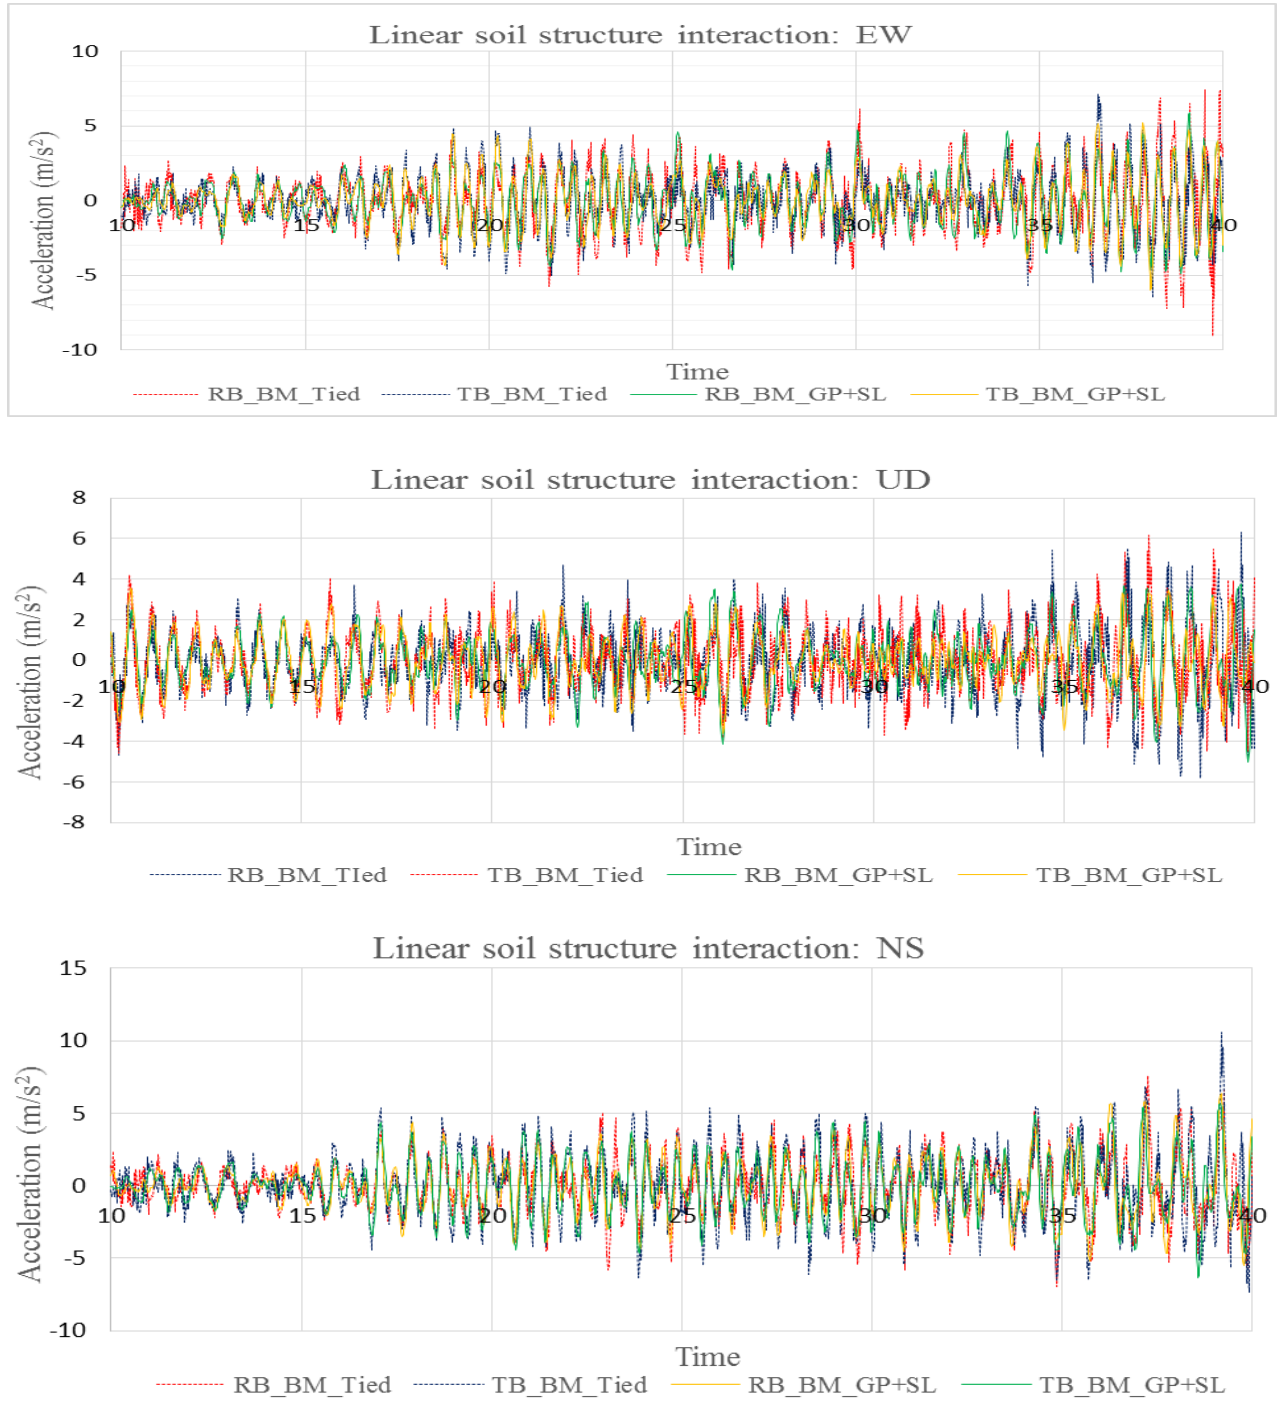 Linear soil structure interaction: EW
Acceleration (m/s²)
10
5
0
-5
-10
10 15 20 25 30 35 40
Time
RB_BM_Tied TB_BM_Tied RB_BM_GP+SL TB_BM_GP+SL
Linear soil structure interaction: UD
Acceleration (m/s²)
8
6
4
2
0
-2
-4
-6
-8
10 15 20 25 30 35 40
Time
RB_BM_TIed TB_BM_Tied RB_BM_GP+SL TB_BM_GP+SL
Linear soil structure interaction: NS
Acceleration (m/s²)
15
10
5
0
-5
-10
10 15 20 25 30 35 40
Time
RB_BM_Tied TB_BM_Tied RB_BM_GP+SL TB_BM_GP+SL